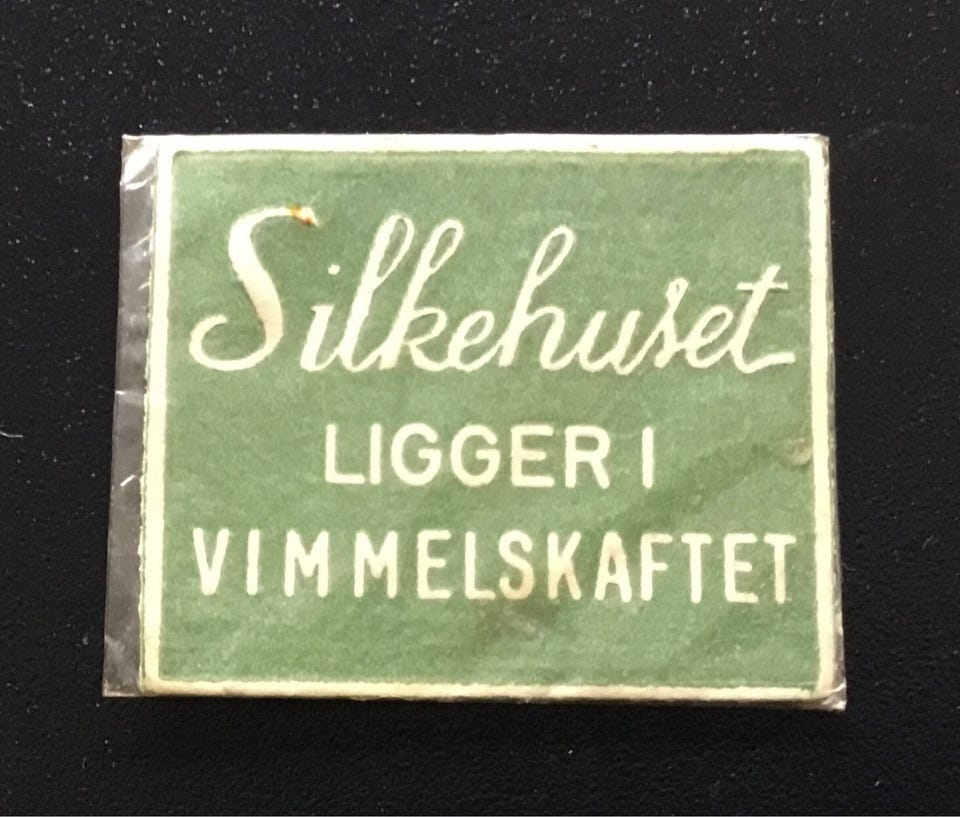 Silkehuset
LIGGER I
VIMMELSKAFTET